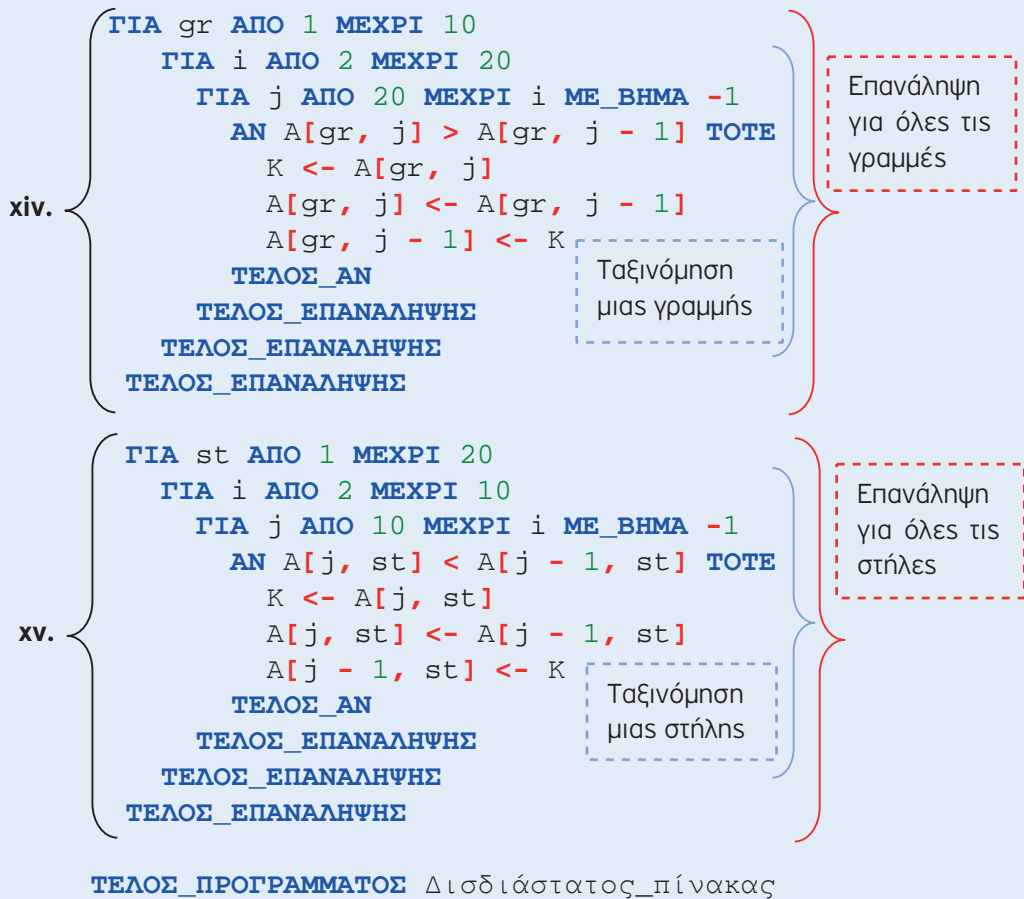 ΓΙΑ gr ΑΠΟ 1 ΜΕΧΡΙ 10
ΓΙΑ i ΑΠΟ 2 ΜΕΧΡΙ 20
ΓΙΑ j ΑΠΟ 20 ΜΕΧΡΙ i ΜΕ_ΒΗΜΑ -1
ΑΝ A[gr, j] > A[gr, j - 1] ΤΟΤΕ
K <- A[gr, j]
xiv.
A[gr, j] <- A[gr, j - 1]
A[gr, j - 1] <- K
ΤΕΛΟΣ_ΑΝ
ΤΕΛΟΣ_ΕΠΑΝΑΛΗΨΗΣ
ΤΕΛΟΣ_ΕΠΑΝΑΛΗΨΗΣ
ΤΕΛΟΣ_ΕΠΑΝΑΛΗΨΗΣ
Ταξινόμηση
μιας γραμμής
Επανάληψη
για όλες τις
γραμμές
ΓΙΑ st ΑΠΟ 1 ΜΕΧΡΙ 20
ΓΙΑ i ΑΠΟ 2 ΜΕΧΡΙ 10
ΓΙΑ j ΑΠΟ 10 ΜΕΧΡΙ i ΜΕ_ΒΗΜΑ -1
ΑΝ A[j, st] < A[j - 1, st] ΤΟΤΕ
K <- A[j, st]
xv.
A[j, st] <- A[j - 1, st]
A[j - 1, st] <- K
ΤΕΛΟΣ_ΑΝ
ΤΕΛΟΣ_ΕΠΑΝΑΛΗΨΗΣ
ΤΕΛΟΣ_ΕΠΑΝΑΛΗΨΗΣ
ΤΕΛΟΣ_ΕΠΑΝΑΛΗΨΗΣ
Ταξινόμηση
μιας στήλης
Επανάληψη
για όλες τις
στήλες
ΤΕΛΟΣ_ΠΡΟΓΡΑΜΜΑΤΟΣ Δισδιάστατος_πίνακας